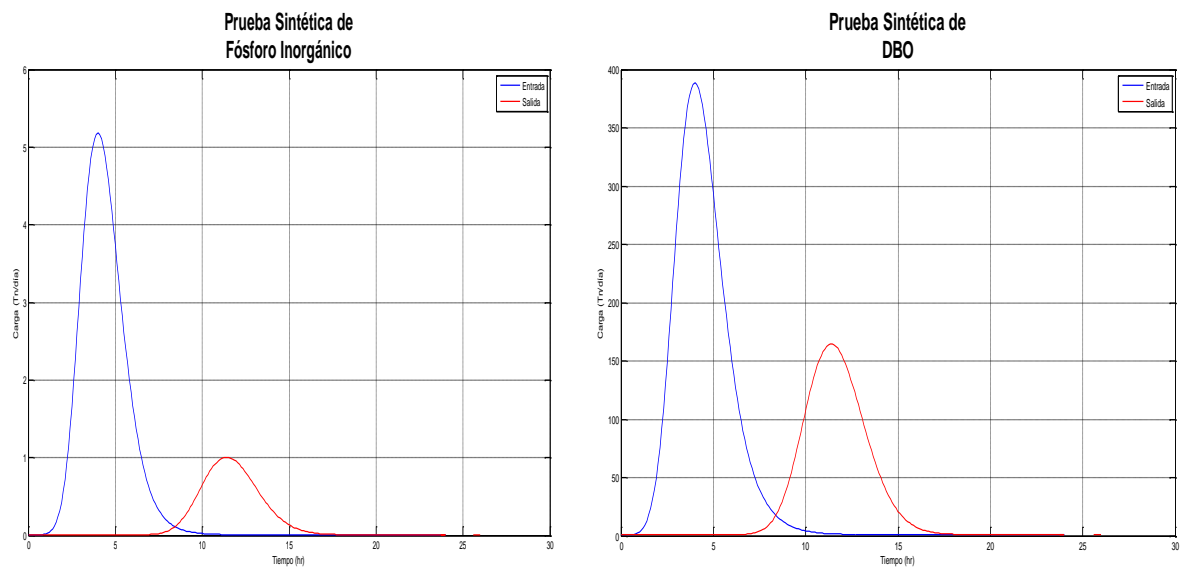 Prueba Sintética de
Fósforo Inorgánico
6
5
4
3
2
1
0
Carga (Tn/día)
0 5 10 15 20 25 30
Tiempo (hr)
Entrada
Salida
Prueba Sintética de
DBO
400
350
300
250
200
150
100
50
0
Carga (Tn/día)
0 5 10 15 20 25 30
Tiempo (hr)
Entrada
Salida